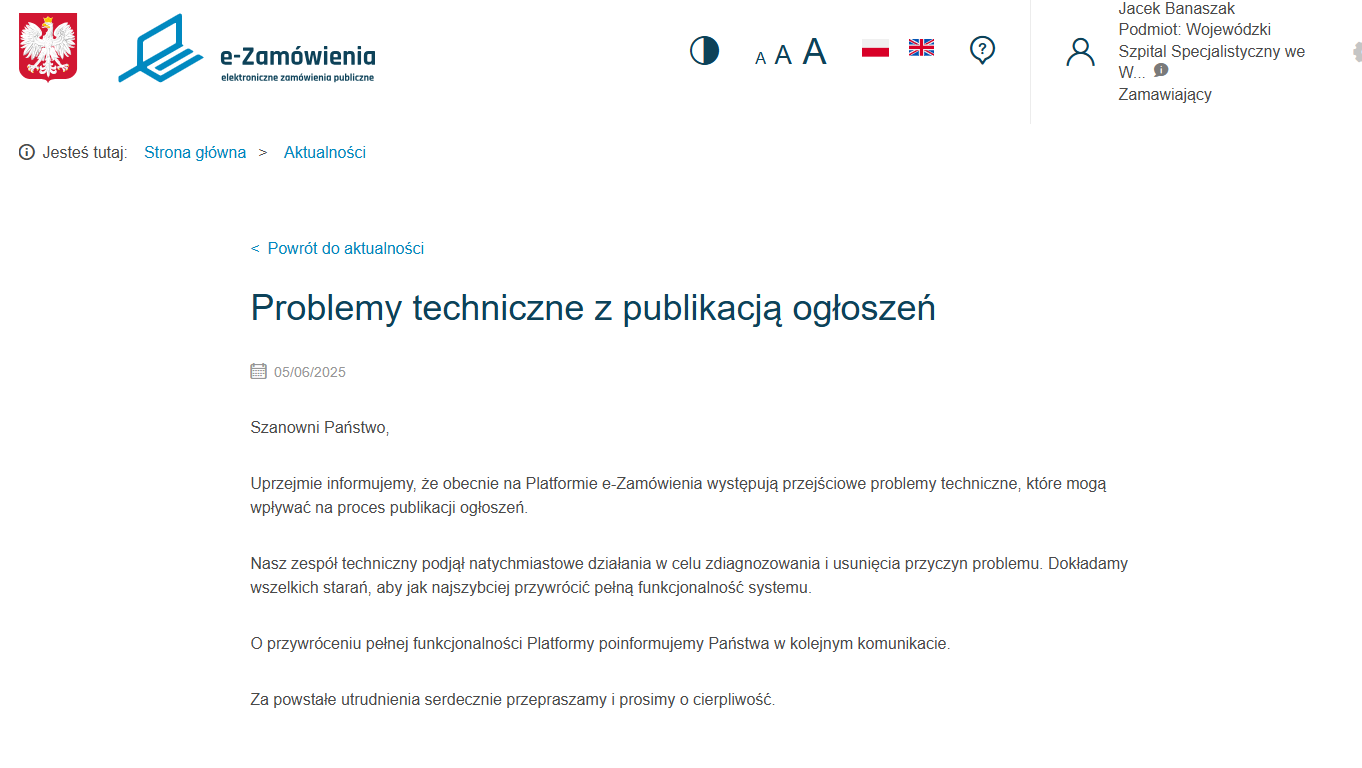 e-Zamówienia
elektroniczne zamówienia publiczne
A A A
?
Jacek Banaszak
Podmiot: Wojewódzki
Szpital Specjalistyczny we
W...
Zamawiający
Jesteś tutaj: Strona główna > Aktualności
< Powrót do aktualności
Problemy techniczne z publikacją ogłoszeń
05/06/2025
Szanowni Państwo,
Uprzejmie informujemy, że obecnie na Platformie e-Zamówienia występują przejściowe problemy techniczne, które mogą
wpływać na proces publikacji ogłoszeń.
Nasz zespół techniczny podjął natychmiastowe działania w celu zdiagnozowania i usunięcia przyczyn problemu. Dokładamy
wszelkich starań, aby jak najszybciej przywrócić pełną funkcjonalność systemu.
O przywróceniu pełnej funkcjonalności Platformy poinformujemy Państwa w kolejnym komunikacie.
Za powstałe utrudnienia serdecznie przepraszamy i prosimy o cierpliwość.